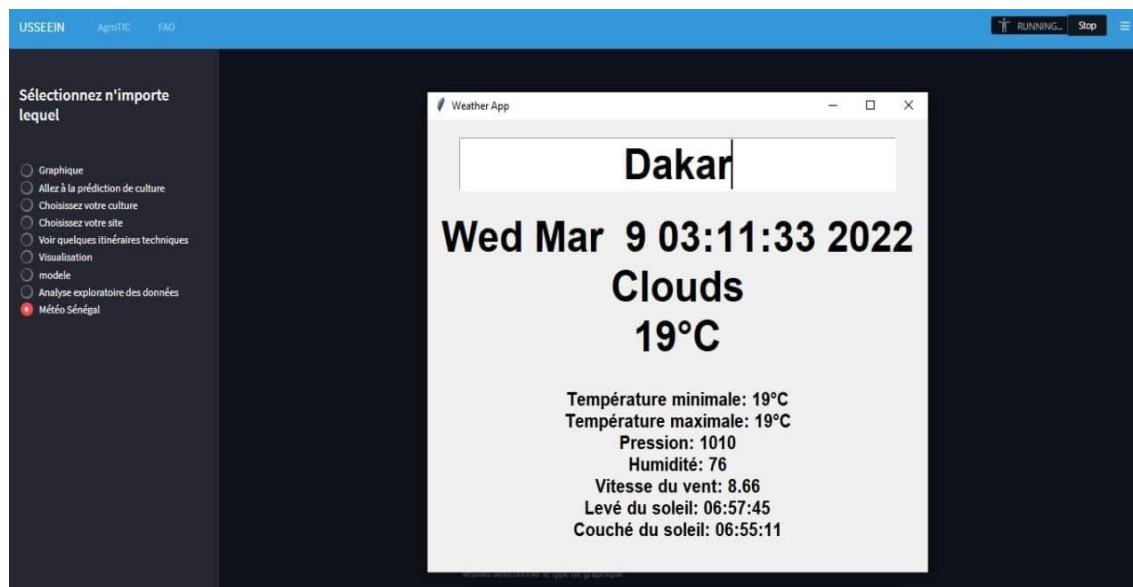 USSEEIN AgroTIC FAO RUNNING... Stop
Sélectionnez n'importe
lequel
Graphique
Allez à la prédiction de culture
Choisissez votre culture
Choisissez votre site
Voir quelques itinéraires techniques
Visualisation
modele
Analyse exploratoire des données
Météo Sénégal
Weather App
Dakar
Wed Mar 9 03:11:33 2022
Clouds
19°C
Température minimale: 19°C
Température maximale: 19°C
Pression: 1010
Humidité: 76
Vitesse du vent: 8.66
Levé du soleil: 06:57:45
Couché du soleil: 06:55:11